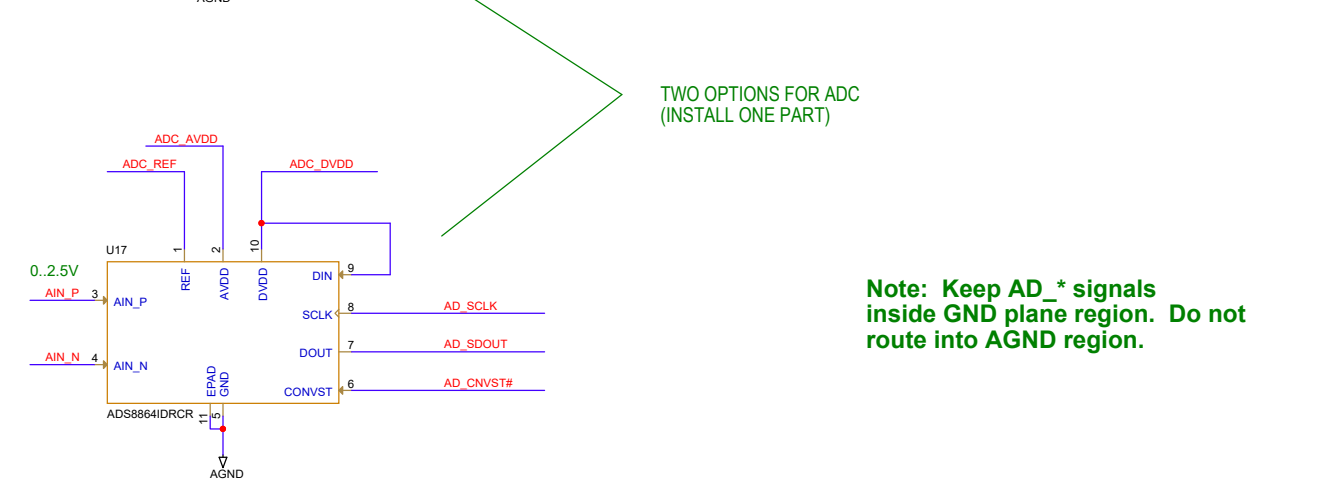 AGND
TWO OPTIONS FOR ADC
(INSTALL ONE PART)
ADC_AVDD
ADC_REF
ADC_DVDD
U17
1
2
10
0..2.5V
REF
AVDD
DVDD
DIN
9
AIN_P
3
AIN_P
SCLK
8
AD_SCLK
DOUT
7
AD_SDOUT
AIN_N
4
AIN_N
EPAD
GND
CONVST
6
AD_CNVST#
ADS8864IDRCR
11
5
AGND
Note: Keep AD_* signals
inside GND plane region. Do not
route into AGND region.